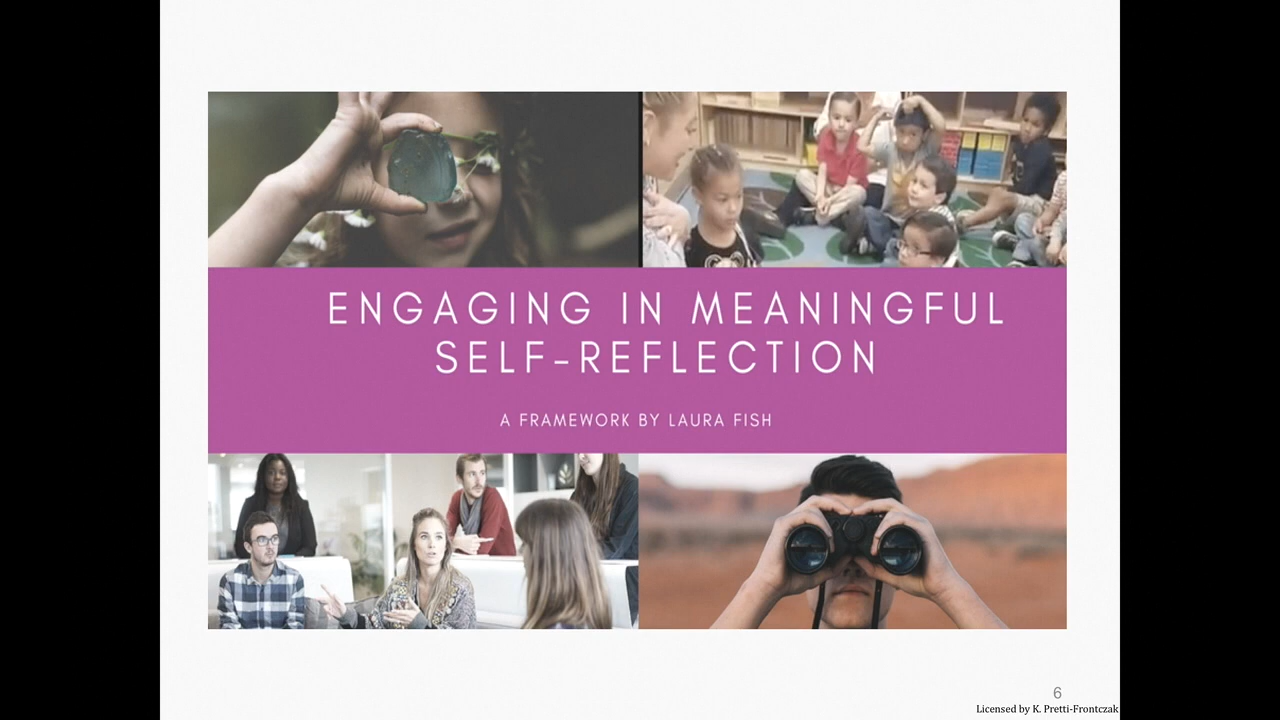 ENGAGING IN MEANINGFUL
SELF-REFLECTION
A FRAMEWORK BY LAURA FISH
6
Licensed by K. Pretti-Frontczak